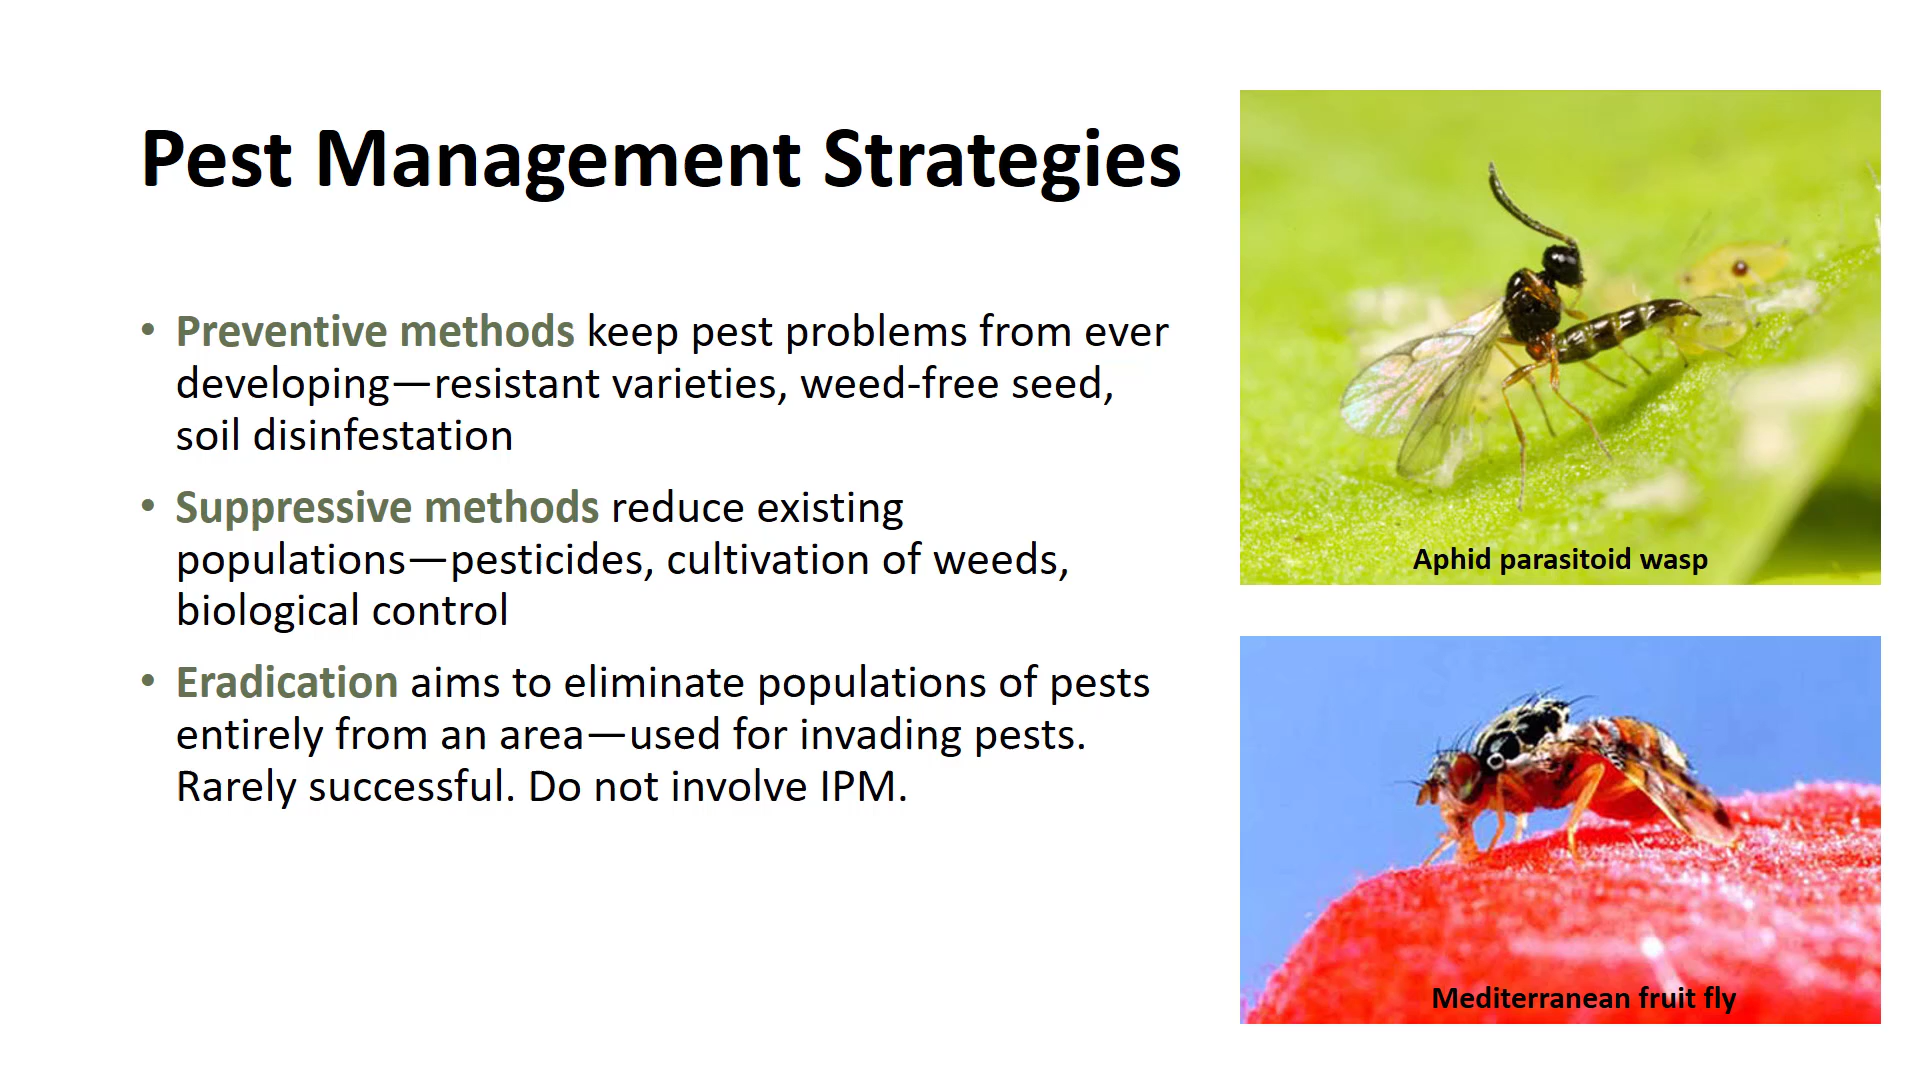 Pest Management Strategies
• Preventive methods keep pest problems from ever
developing—resistant varieties, weed-free seed,
soil disinfestation
• Suppressive methods reduce existing
populations—pesticides, cultivation of weeds,
biological control
• Eradication aims to eliminate populations of pests
entirely from an area—used for invading pests.
Rarely successful. Do not involve IPM.
Aphid parasitoid wasp
Mediterranean fruit fly